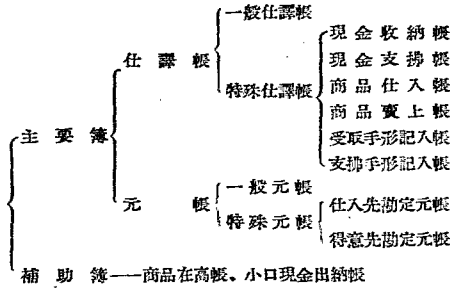 一般仕譯帳
現金收納帳
仕譯帳
現金支拂帳
特殊仕譯帳
商品仕入帳
商品賣上帳
主要簿
受取手形記入帳
支拂手形記入帳
一般元帳
元帳
仕入先勘定元帳
特殊元帳
得意先勘定元帳
補助簿──商品在高帳、小口現金出納帳